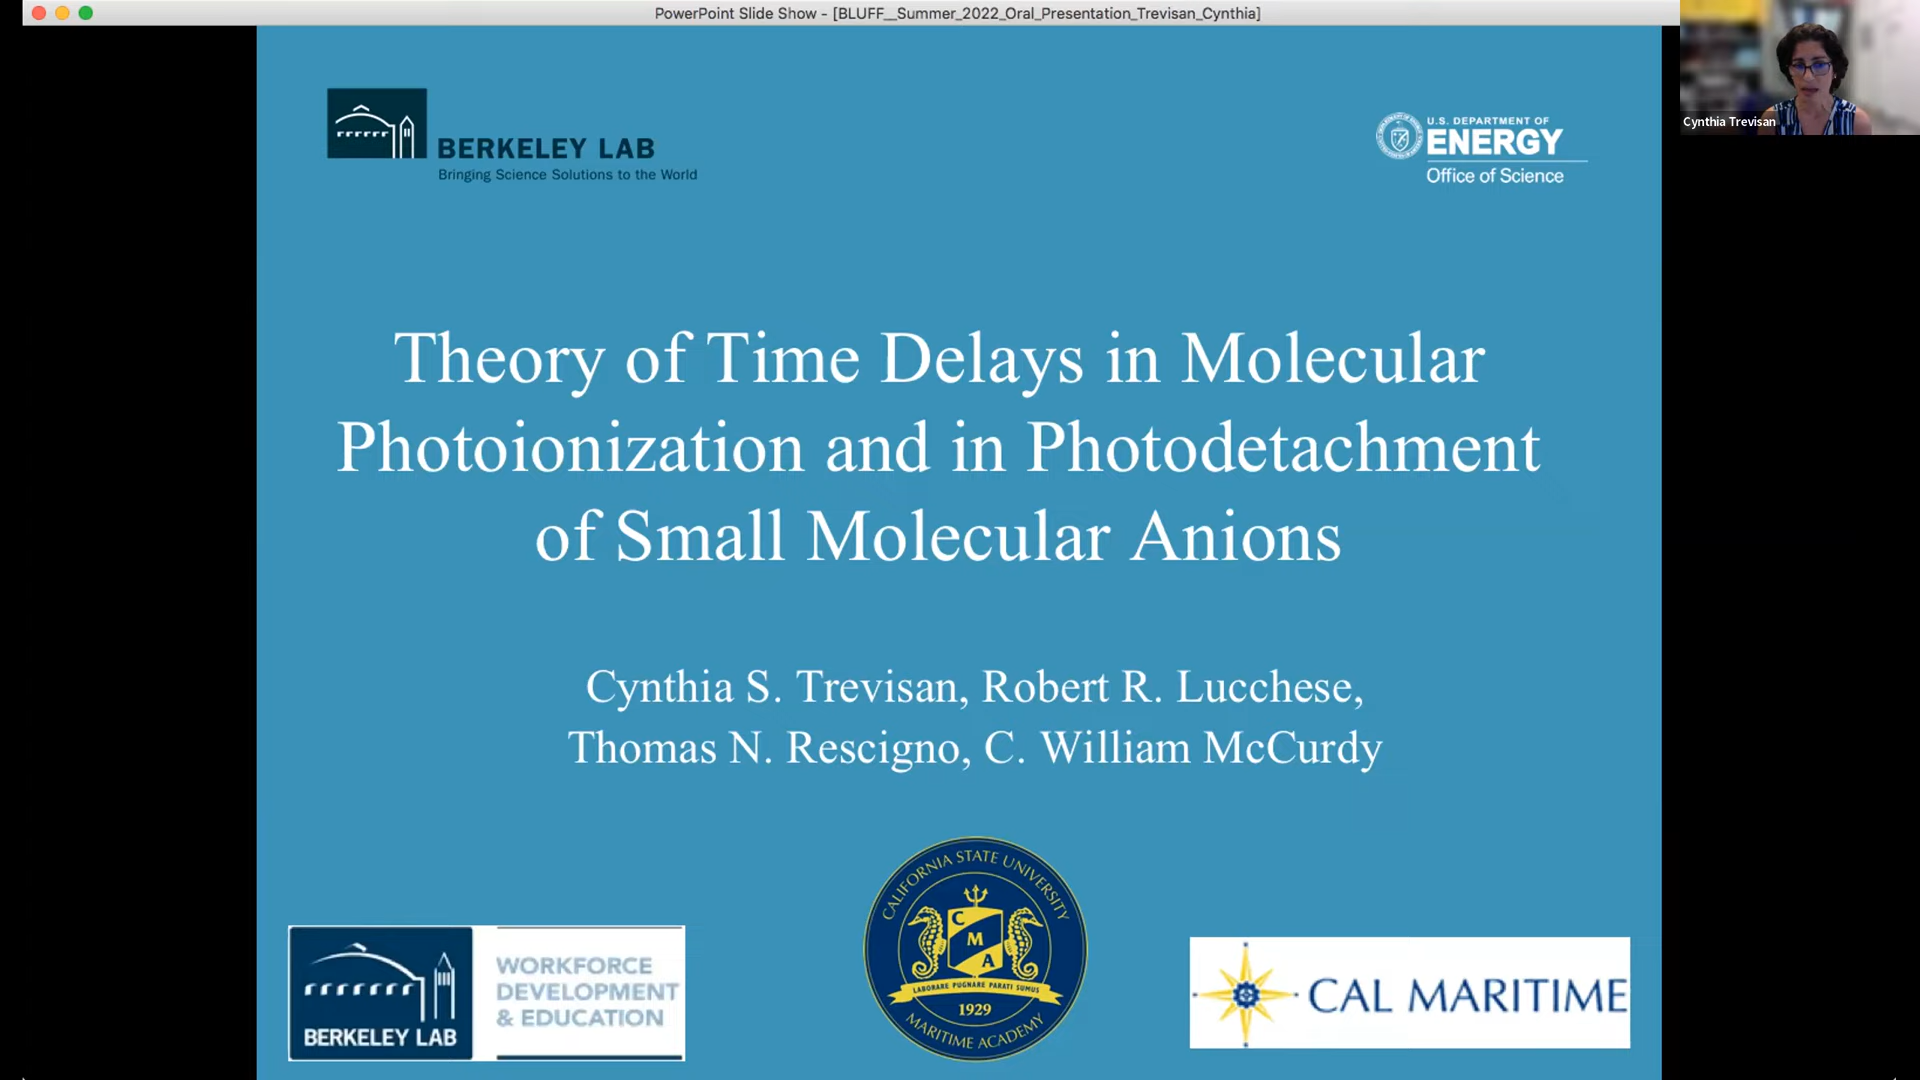 PowerPoint Slide Show - [BLUFF__Summer_2022_Oral_Presentation_Trevisan_Cynthia]
Cynthia Trevisan
BERKELEY LAB
Bringing Science Solutions to the World
U.S. DEPARTMENT OF
ENERGY
Office of Science
Theory of Time Delays in Molecular
Photoionization and in Photodetachment
of Small Molecular Anions
Cynthia S. Trevisan, Robert R. Lucchese,
Thomas N. Rescigno, C. William McCurdy
BERKELEY LAB
WORKFORCE
DEVELOPMENT
& EDUCATION
CALIFORNIA STATE UNIVERSITY
C
M
A
LABORARE PUGNARE PARATI SUMUS
1929
MARITIME ACADEMY
CAL MARITIME